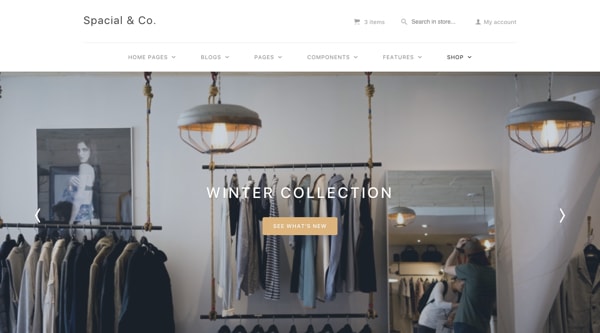 Spacial & Co.
3 items
Search in store...
My account
HOME PAGES
BLOGS
PAGES
COMPONENTS
FEATURES
SHOP
WINTER COLLECTION
SEE WHAT'S NEW